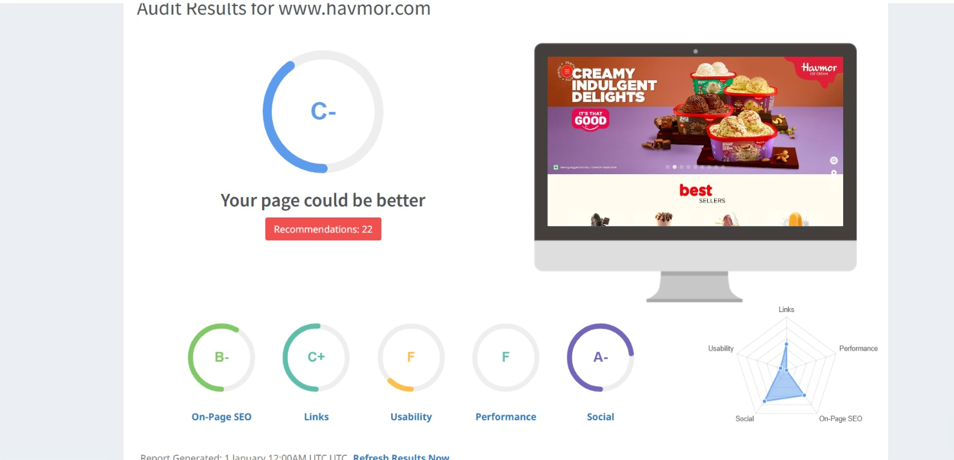 Audit Results for www.havmor.com
C-
Your page could be better
Recommendations: 22
CREAMY
INDULGENT
DELIGHTS
IT'S THAT
GOOD
Havmor
ICE CREAM
best
SELLERS
B-
C+
F
F
A-
On-Page SEO
Links
Usability
Performance
Social
Links
Usability
Performance
Social
On-Page SEO
Report Generated: 1 January 12:00AM UTC UTC Refresh Results Now